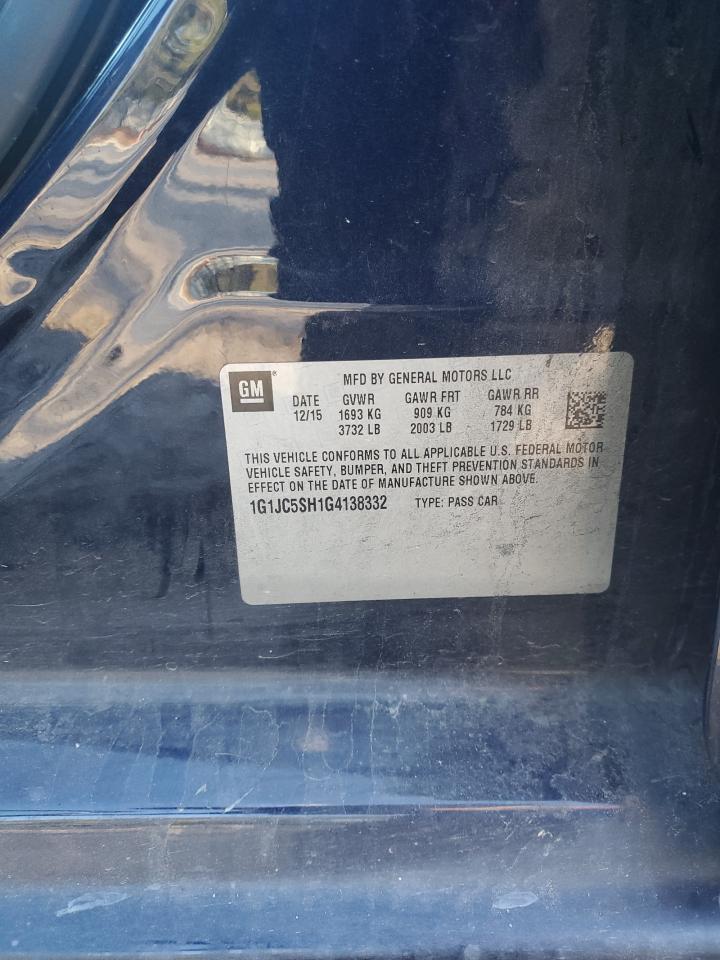 GM ® MFD BY GENERAL MOTORS LLC
DATE GVWR GAWR FRT GAWR RR
12/15 1693 KG 909 KG 784 KG
3732 LB 2003 LB 1729 LB
THIS VEHICLE CONFORMS TO ALL APPLICABLE U.S. FEDERAL MOTOR
VEHICLE SAFETY, BUMPER, AND THEFT PREVENTION STANDARDS IN
EFFECT ON THE DATE OF MANUFACTURE SHOWN ABOVE.
1G1JC5SH1G4138332 TYPE: PASS CAR